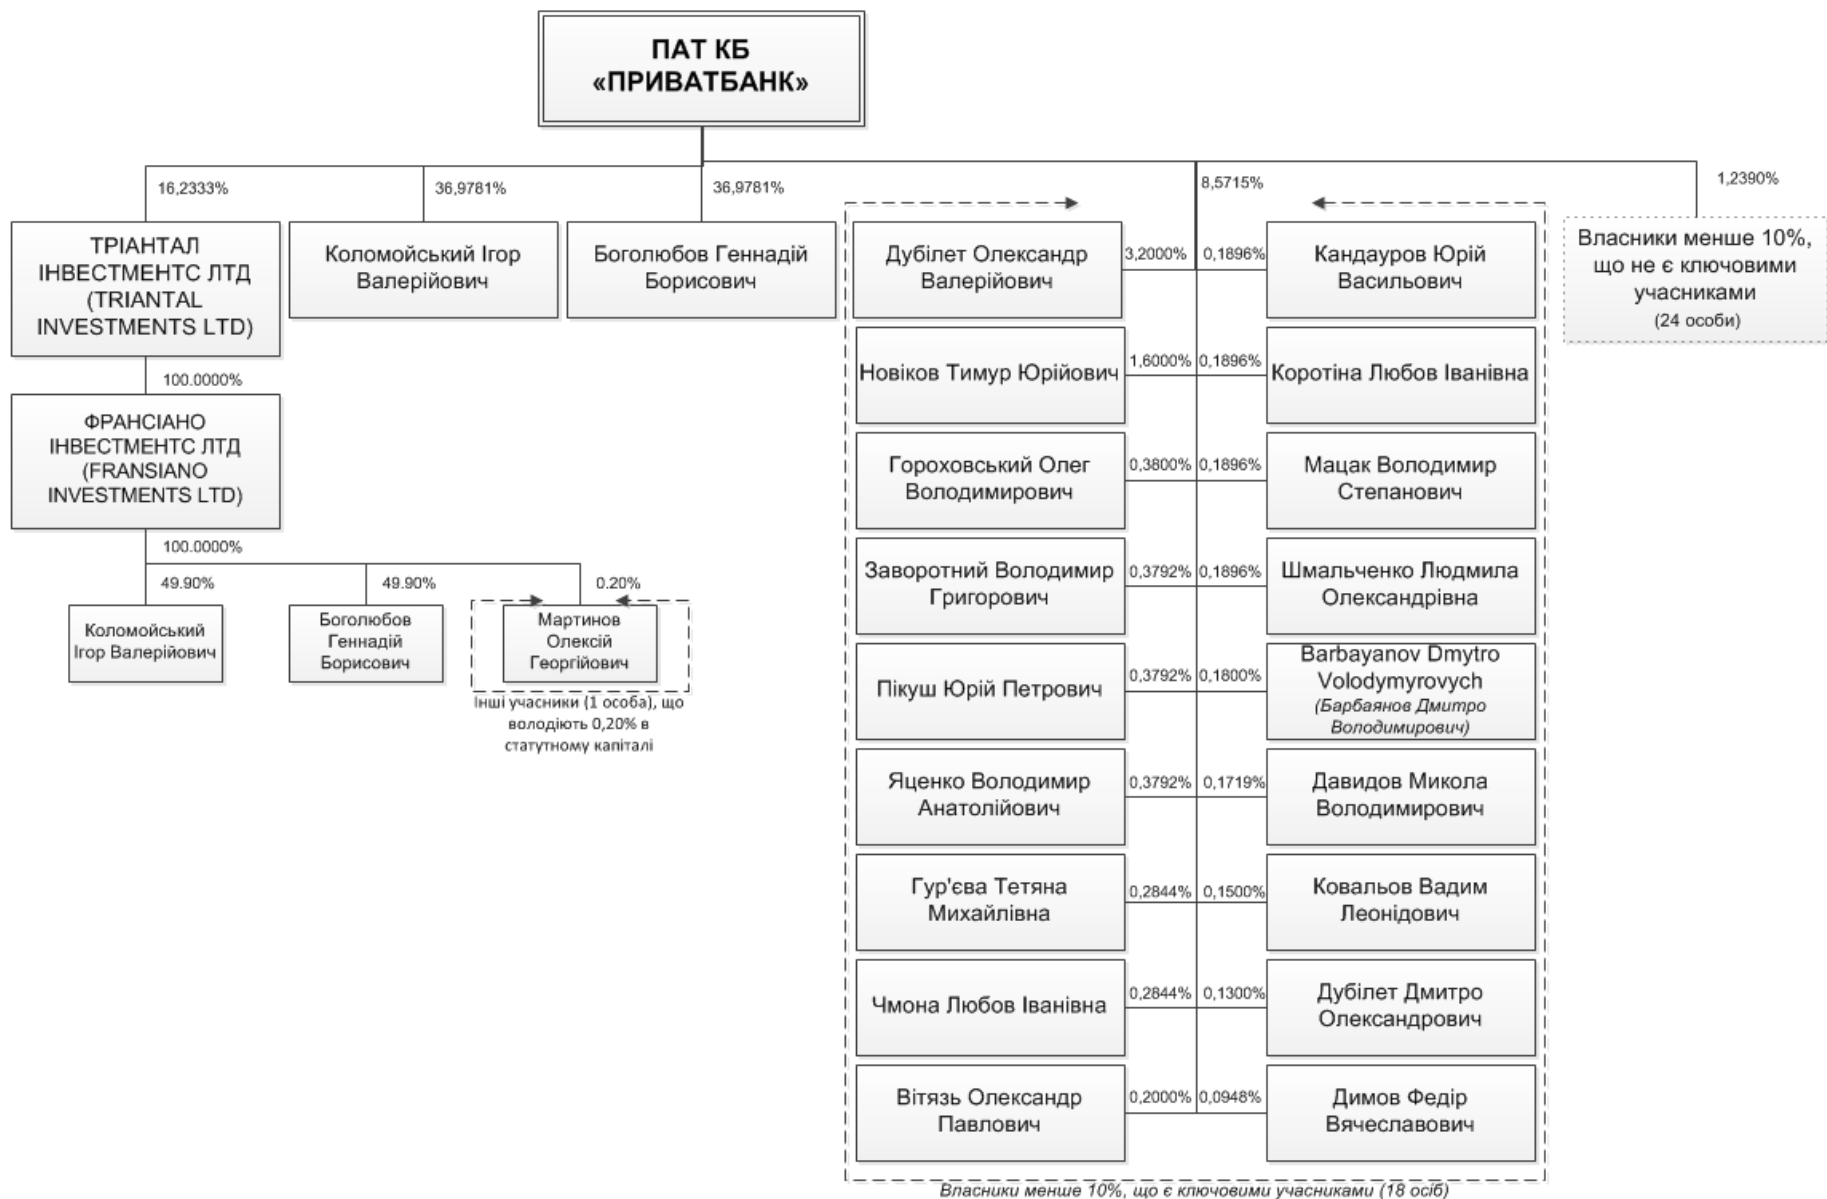 ПАТ КБ
«ПРИВАТБАНК»
16,2333%
36,9781%
36,9781%
8,5715%
1,2390%
ТРІАНТАЛ
ІНВЕСТМЕНТС ЛТД
(TRIANTAL
INVESTMENTS LTD)
Коломойський Ігор
Валерійович
Боголюбов Геннадій
Борисович
100.0000%
ФРАНСІАНО
ІНВЕСТМЕНТС ЛТД
(FRANSIANO
INVESTMENTS LTD)
100.0000%
49.90%
49.90%
0.20%
Коломойський
Ігор Валерійович
Боголюбов
Геннадій
Борисович
Мартинов
Олексій
Георгійович
Інші учасники (1 особа), що
володіють 0,20% в
статутному капіталі
Дубілет Олександр
Валерійович
3,2000%
0,1896%
Кандауров Юрій
Васильович
Новіков Тимур Юрійович
1,6000%
0,1896%
Коротіна Любов Іванівна
Гороховський Олег
Володимирович
0,3800%
0,1896%
Мацак Володимир
Степанович
Заворотний Володимир
Григорович
0,3792%
0,1896%
Шмальченко Людмила
Олександрівна
Пікуш Юрій Петрович
0,3792%
0,1800%
Barbayanov Dmytro
Volodymyrovych
(Барбаянов Дмитро
Володимирович)
Яценко Володимир
Анатолійович
0,3792%
0,1719%
Давидов Микола
Володимирович
Гур'єва Тетяна
Михайлівна
0,2844%
0,1500%
Ковальов Вадим
Леонідович
Чмона Любов Іванівна
0,2844%
0,1300%
Дубілет Дмитро
Олександрович
Вітязь Олександр
Павлович
0,2000%
0,0948%
Димов Федір
Вячеславович
Власники менше 10%, що є ключовими учасниками (18 осіб)
Власники менше 10%,
що не є ключовими
учасниками
(24 особи)